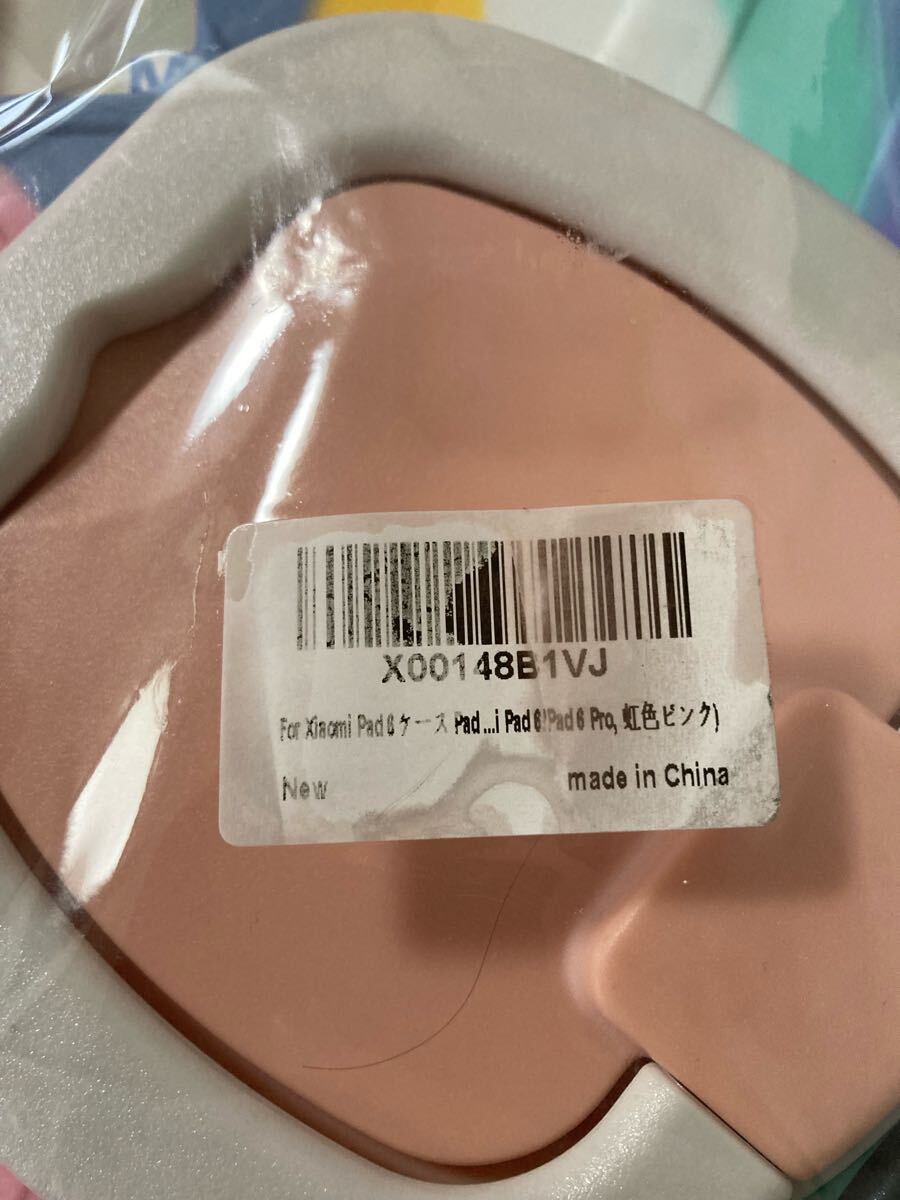 X00148B1VJ
For Xiaomi Pad 6 ケース Pad...i Pad 6/Pad 6 Pro, 虹色ピンク)
New
made in China